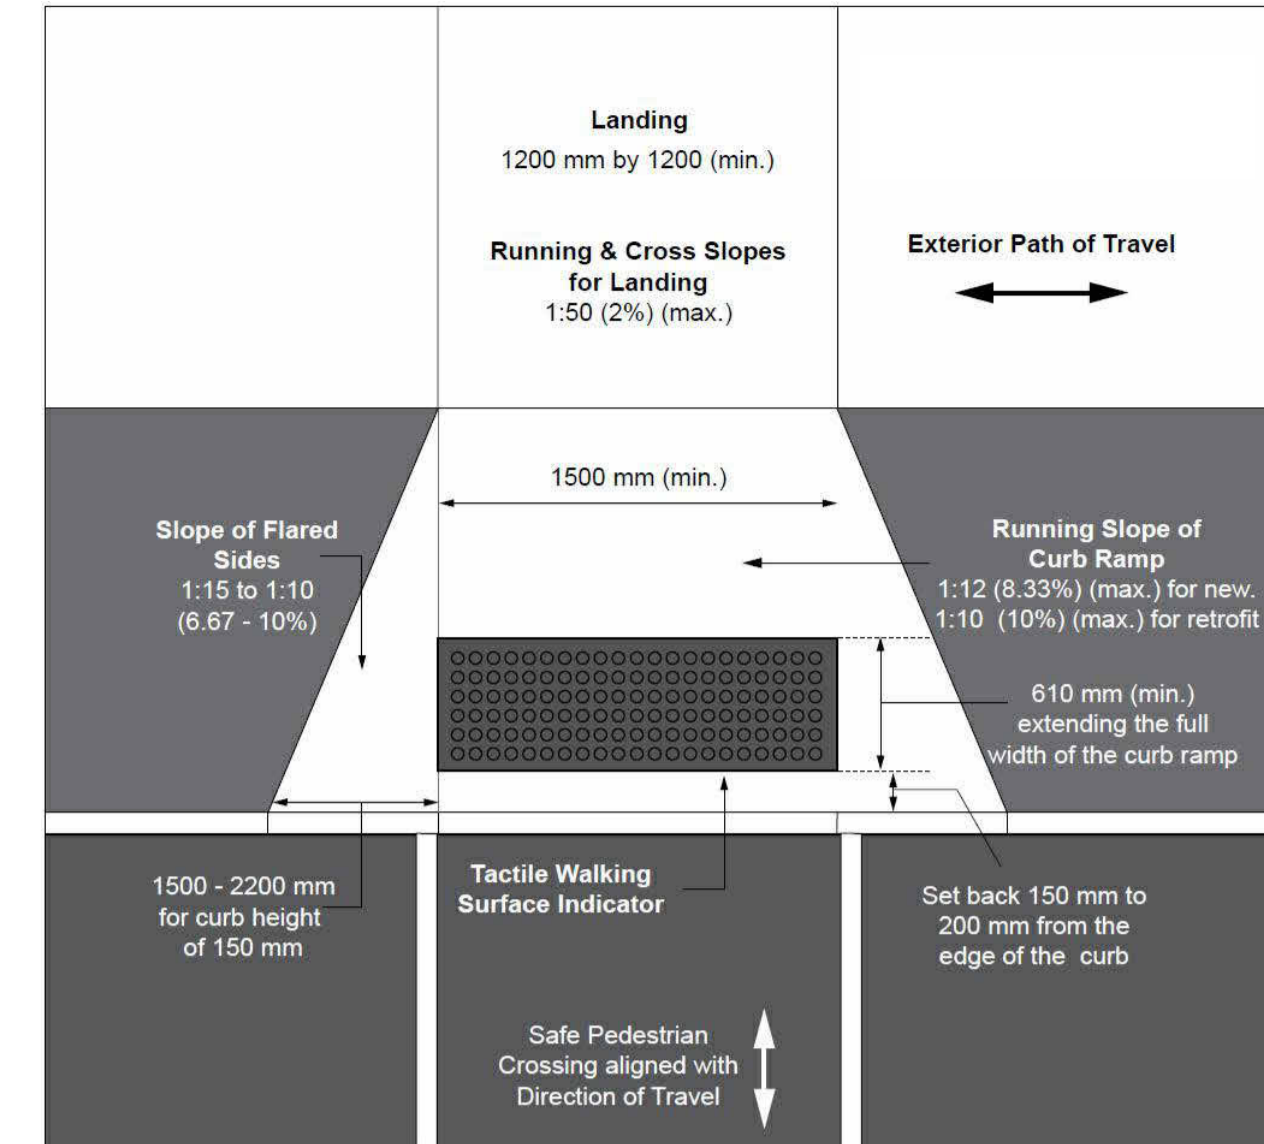 Landing
1200 mm by 1200 (min.)
Running & Cross Slopes
for Landing
1:50 (2%) (max.)
Exterior Path of Travel
1500 mm (min.)
Slope of Flared
Sides
1:15 to 1:10
(6.67 - 10%)
Running Slope of
Curb Ramp
1:12 (8.33%) (max.) for new.
1:10 (10%) (max.) for retrofit
610 mm (min.)
extending the full
width of the curb ramp
1500 - 2200 mm
for curb height
of 150 mm
Tactile Walking
Surface Indicator
Set back 150 mm to
200 mm from the
edge of the curb
Safe Pedestrian
Crossing aligned with
Direction of Travel